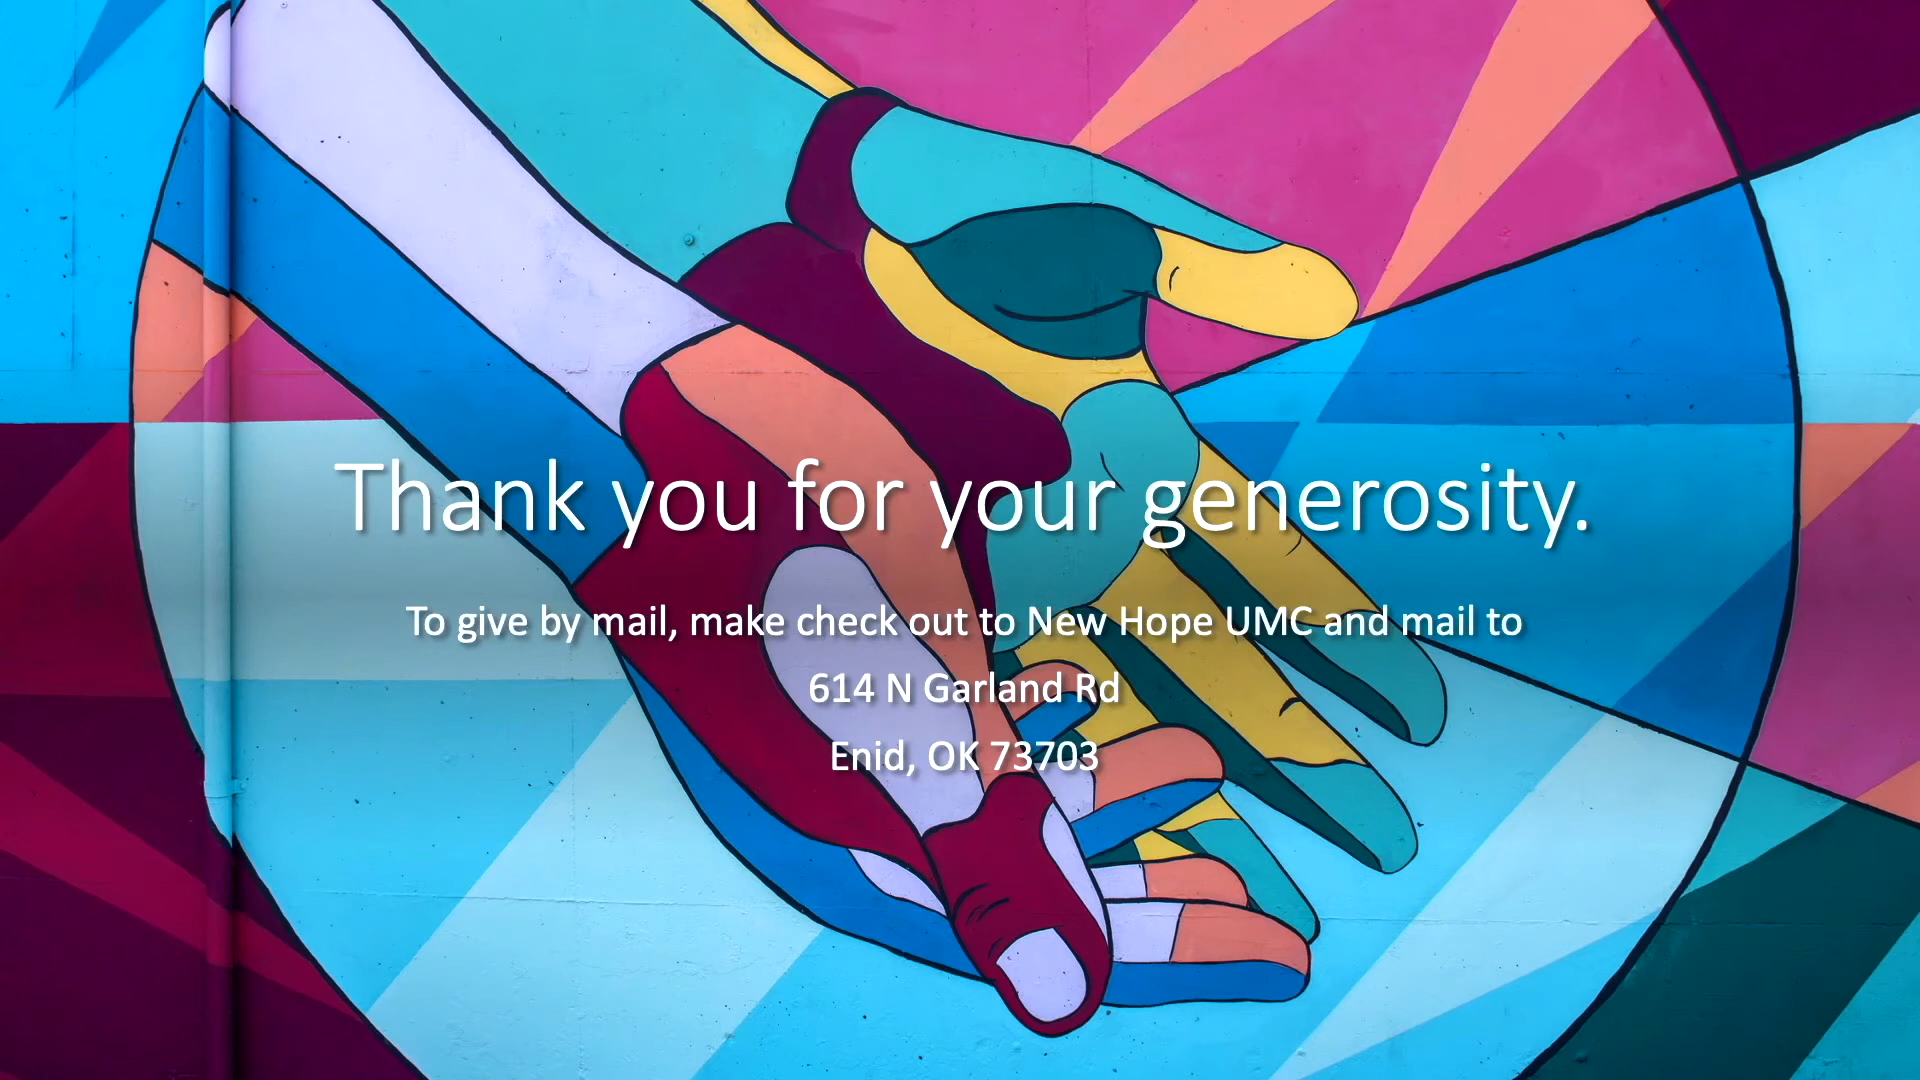 Thank you for your generosity.
To give by mail, make check out to New Hope UMC and mail to
614 N Garland Rd
Enid, OK 73703